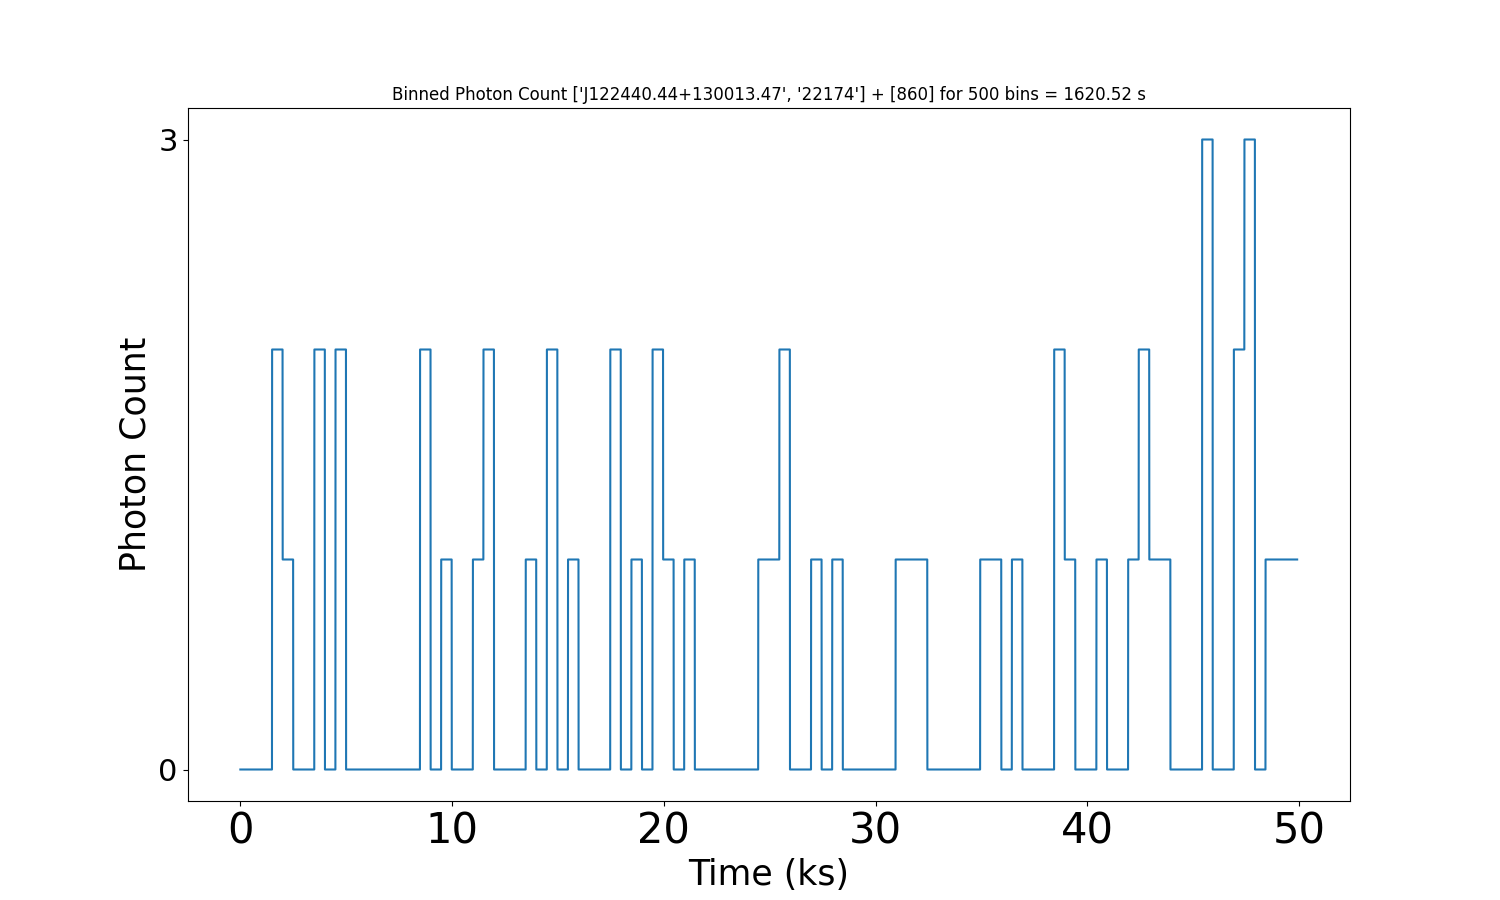 Binned Photon Count ['J122440.44+130013.47', '22174'] + [860] for 500 bins = 1620.52 s
3
Photon Count
0
0 10 20 30 40 50
Time (ks)